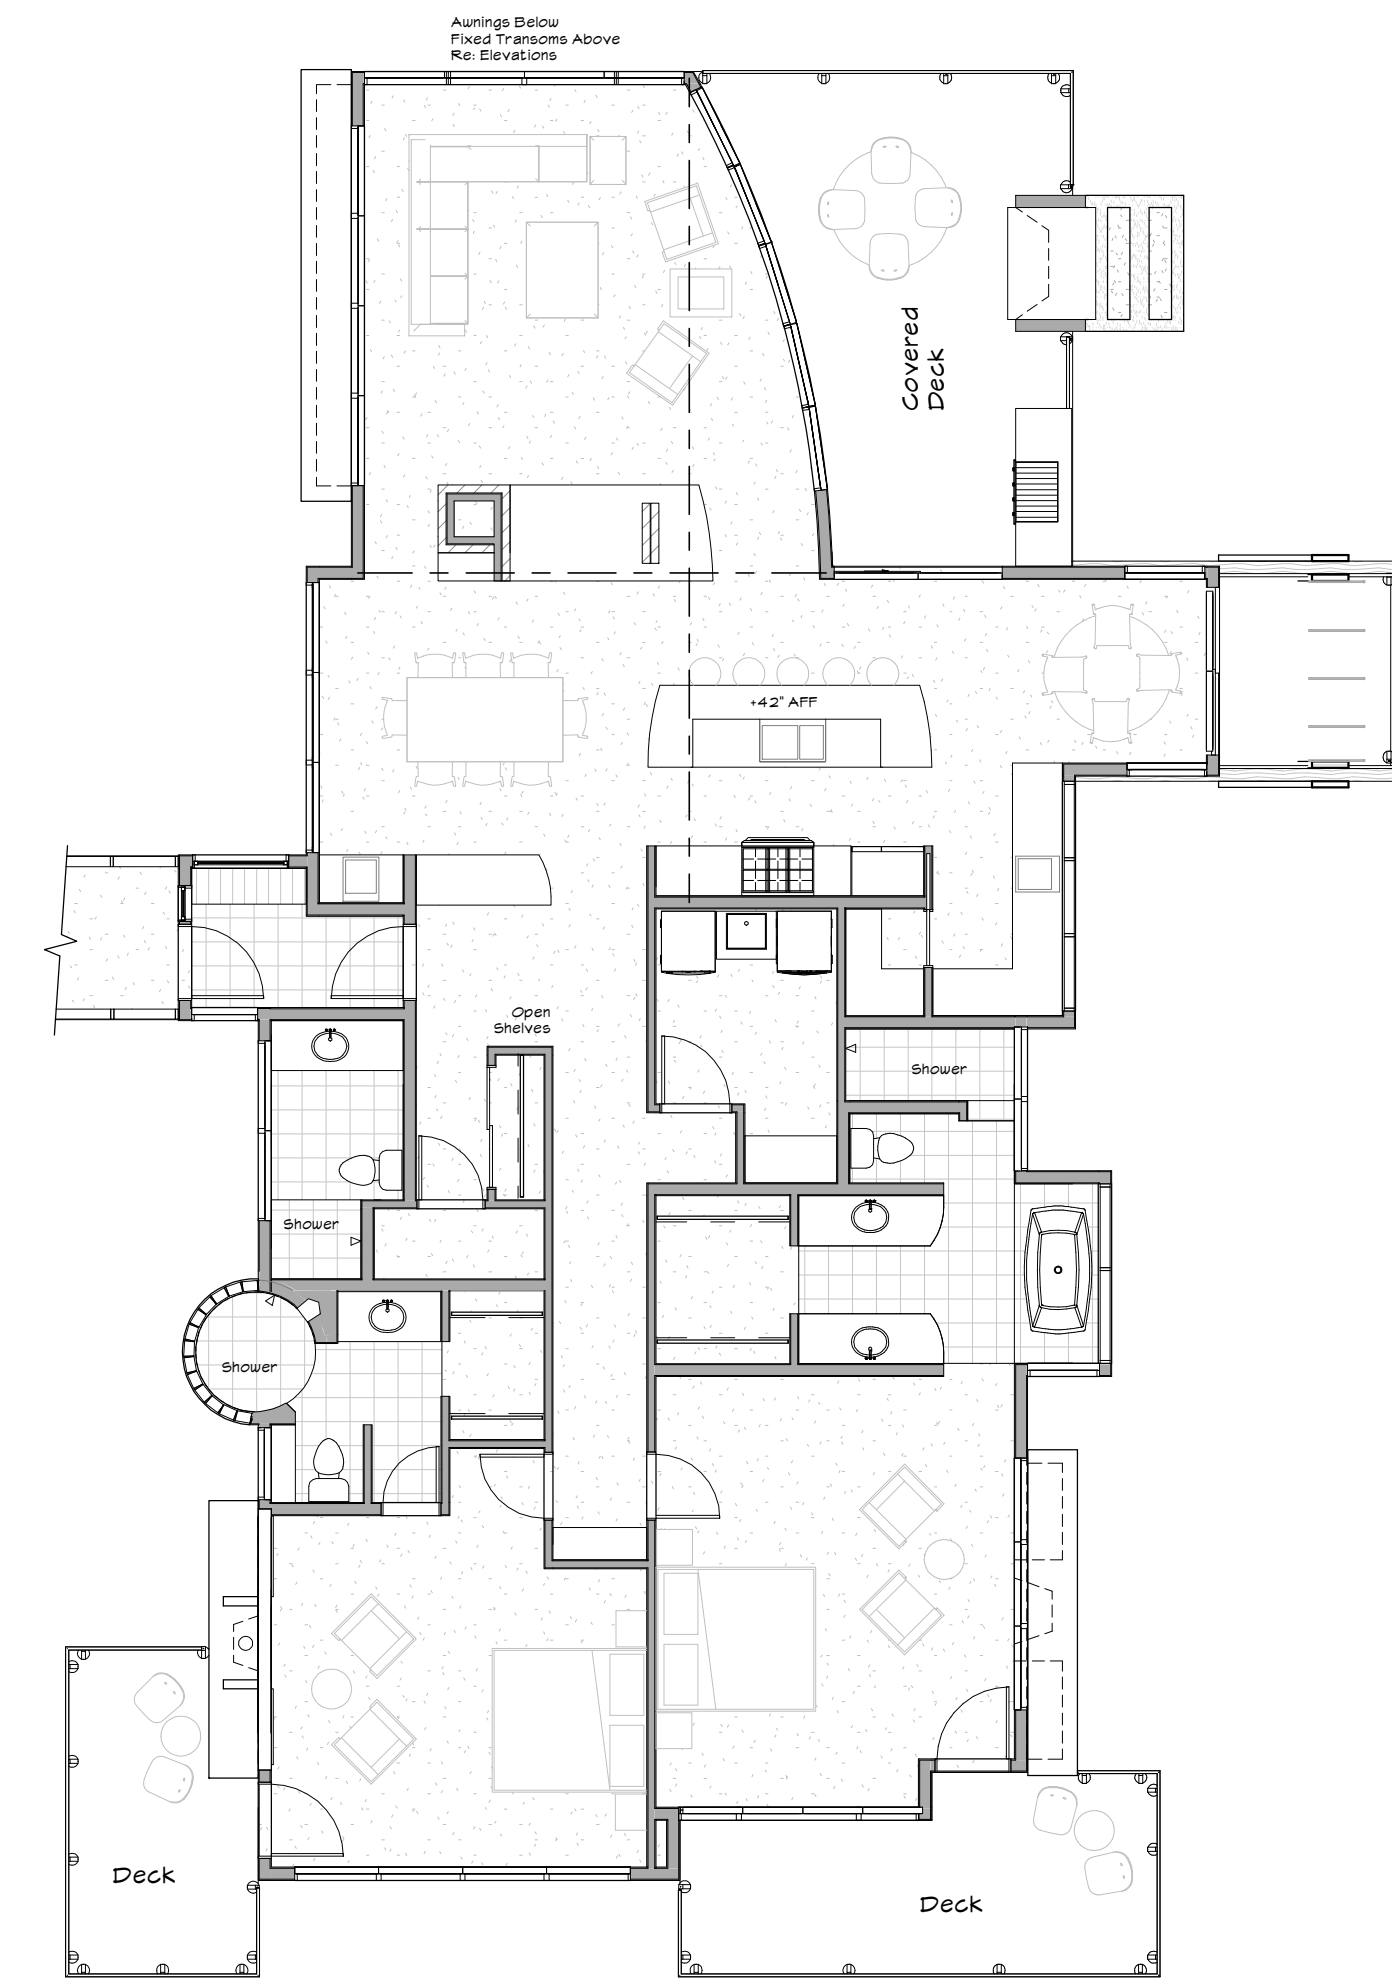 Awnings Below
Fixed Transoms Above
Re: Elevations
Covered
Deck
+42" AFF
Open
Shelves
Shower
Shower
Shower
Deck
Deck